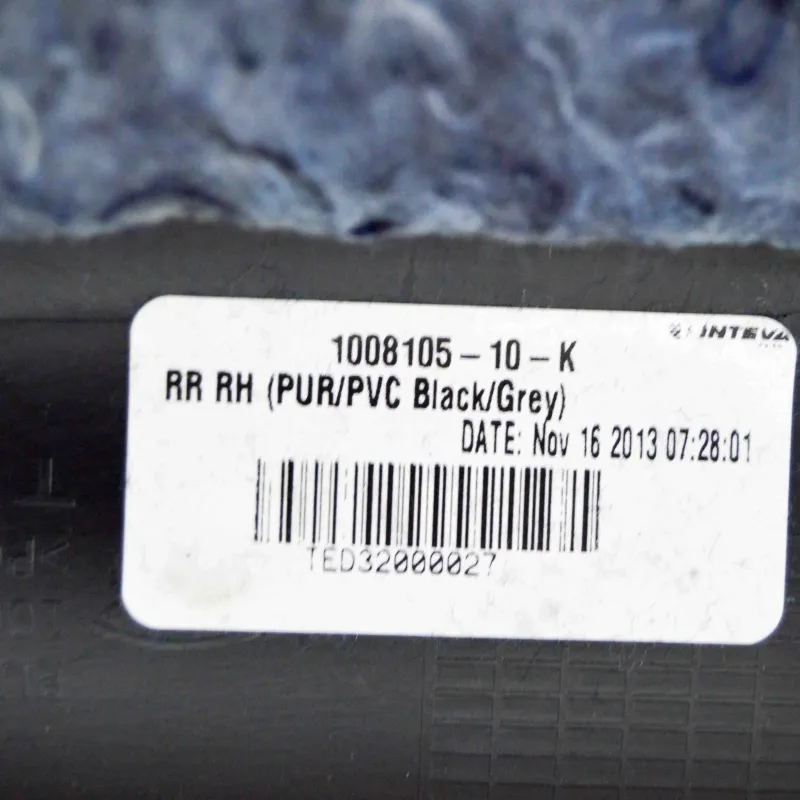 INTEVA
1008105-10-K
RR RH (PUR/PVC Black/Grey)
DATE: Nov 16 2013 07:28:01
TED32000027